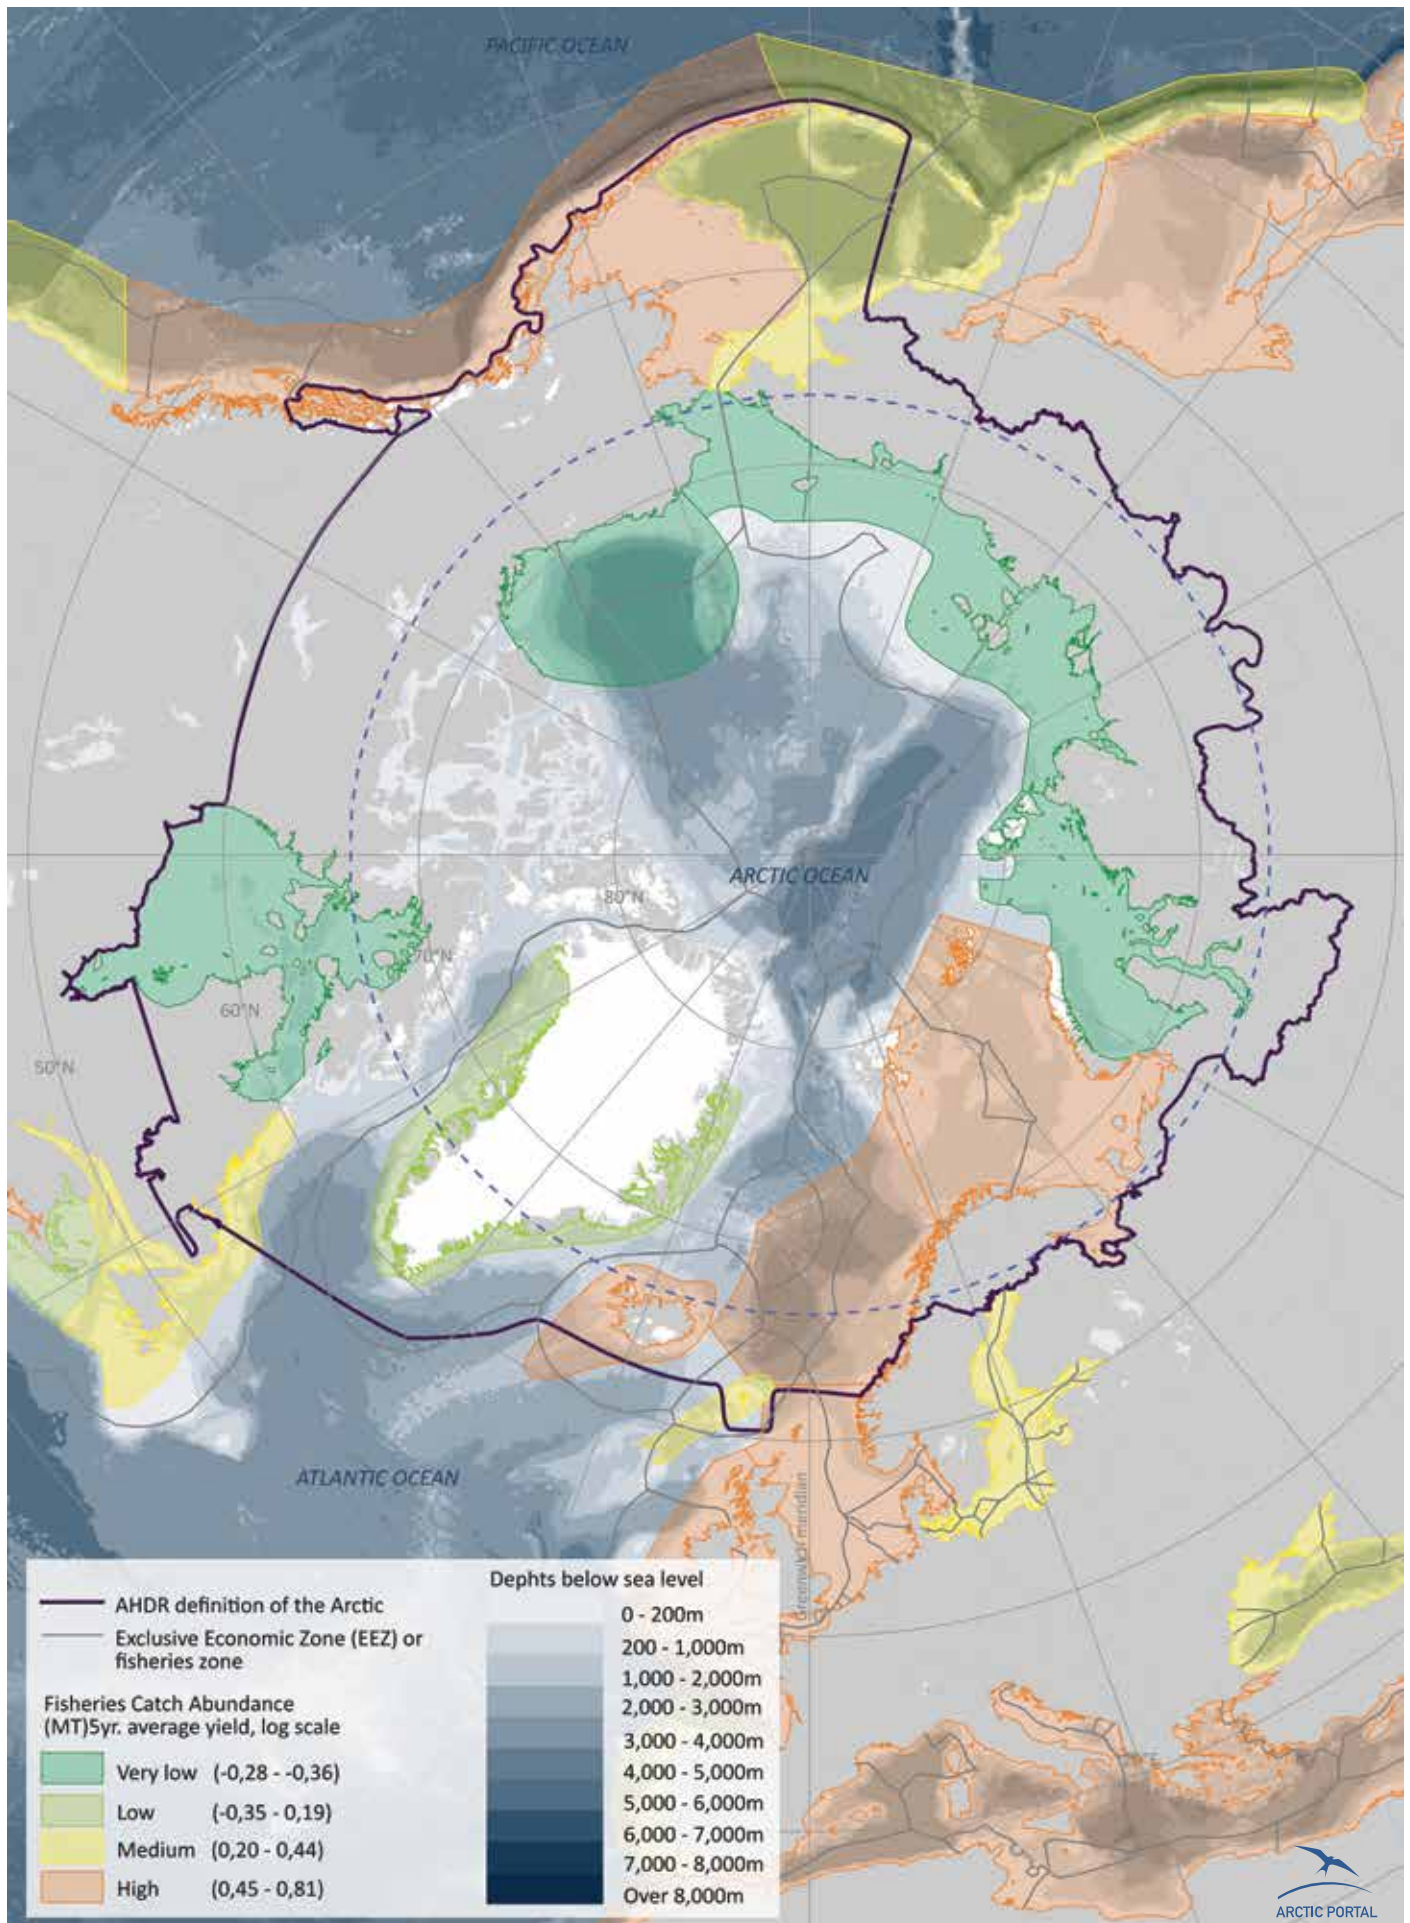 PACIFIC OCEAN
ARCTIC OCEAN
80°N
70°N
60°N
50°N
ATLANTIC OCEAN
Greenwich meridian
AHDR definition of the Arctic
Exclusive Economic Zone (EEZ) or
fisheries zone
Fisheries Catch Abundance
(MT)5yr. average yield, log scale
Very low (-0,28 - -0,36)
Low (-0,35 - 0,19)
Medium (0,20 - 0,44)
High (0,45 - 0,81)
Dephts below sea level
0 - 200m
200 - 1,000m
1,000 - 2,000m
2,000 - 3,000m
3,000 - 4,000m
4,000 - 5,000m
5,000 - 6,000m
6,000 - 7,000m
7,000 - 8,000m
Over 8,000m
ARCTIC PORTAL